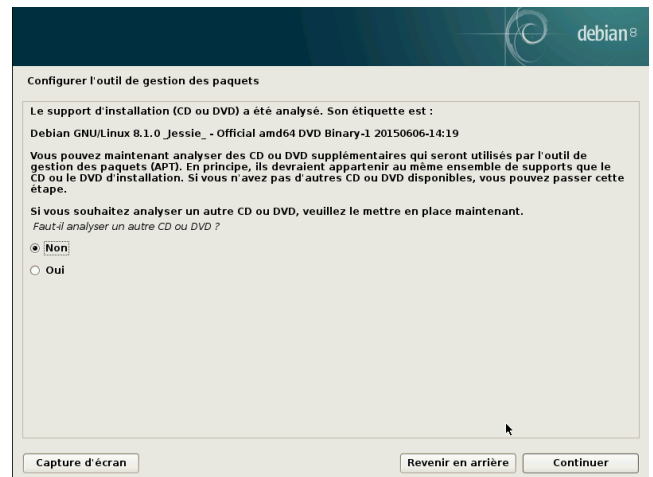 debian 8
Configurer l'outil de gestion des paquets
Le support d'installation (CD ou DVD) a été analysé. Son étiquette est :
Debian GNU/Linux 8.1.0 _Jessie_ - Official amd64 DVD Binary-1 20150606-14:19
Vous pouvez maintenant analyser des CD ou DVD supplémentaires qui seront utilisés par l'outil de
gestion des paquets (APT). En principe, ils devraient appartenir au même ensemble de supports que le
CD ou le DVD d'installation. Si vous n'avez pas d'autres CD ou DVD disponibles, vous pouvez passer cette
étape.
Si vous souhaitez analyser un autre CD ou DVD, veuillez le mettre en place maintenant.
Faut-il analyser un autre CD ou DVD ?
Non
Oui
Capture d'écran
Revenir en arrière
Continuer